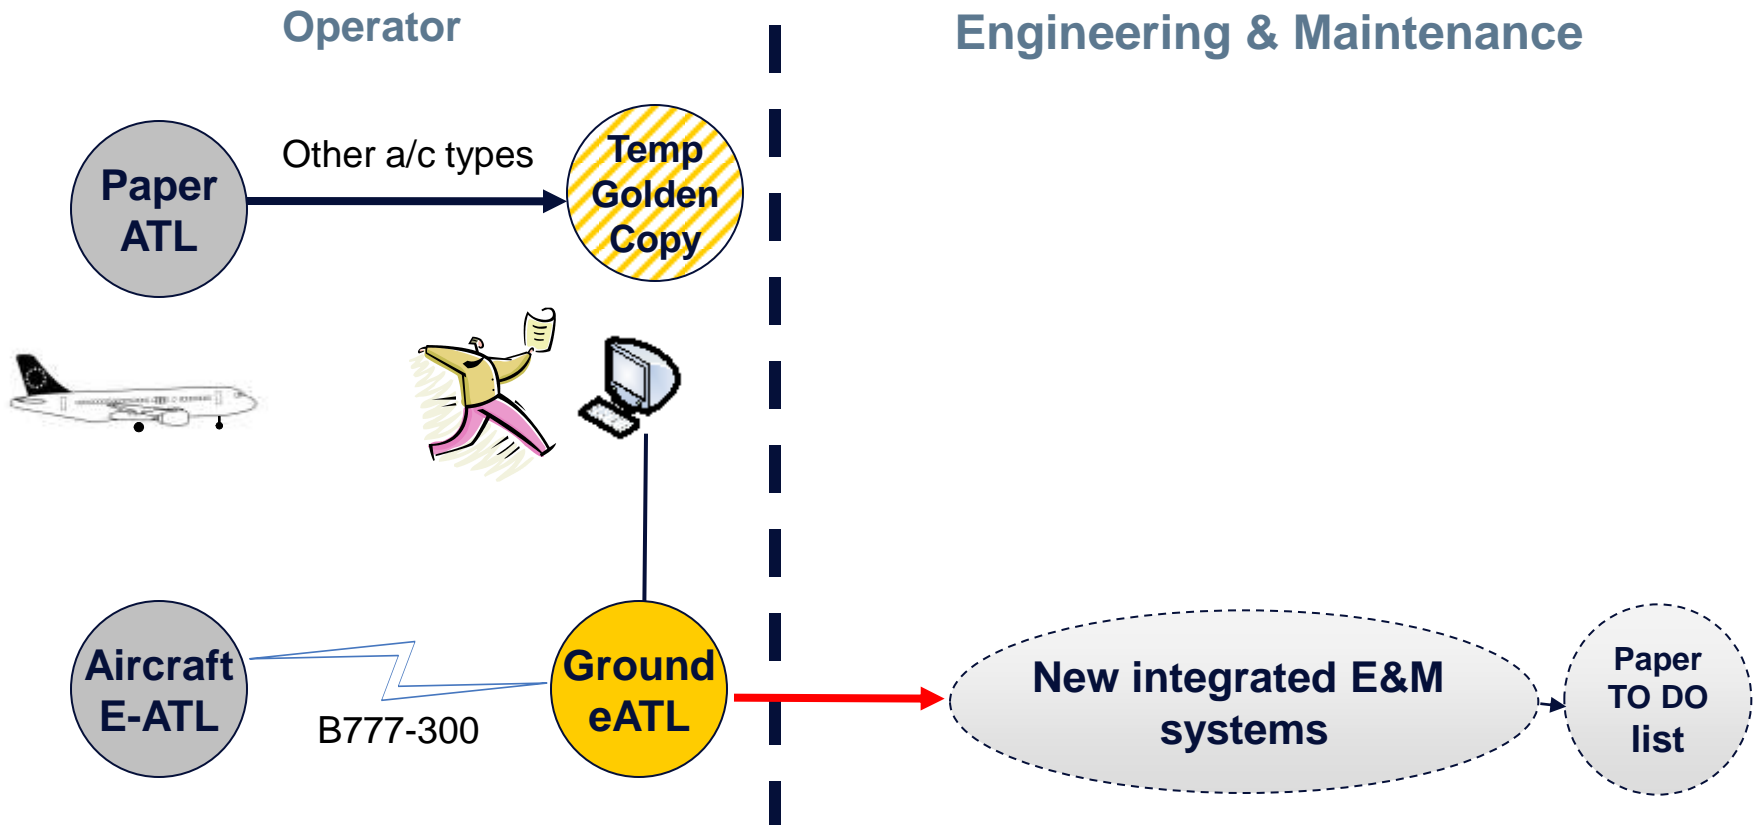 Operator
Engineering & Maintenance
Paper
ATL
Other a/c types
Temp
Golden
Copy
Aircraft
E-ATL
B777-300
Ground
eATL
New integrated E&M
systems
Paper
TO DO
list